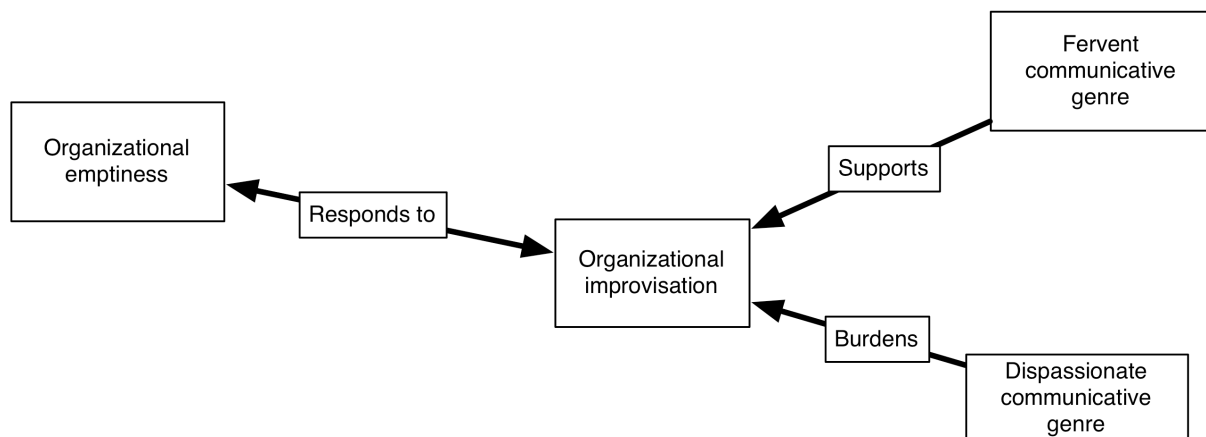 Fervent
communicative
genre
Organizational
emptiness
Supports
Responds to
Organizational
improvisation
Burdens
Dispassionate
communicative
genre